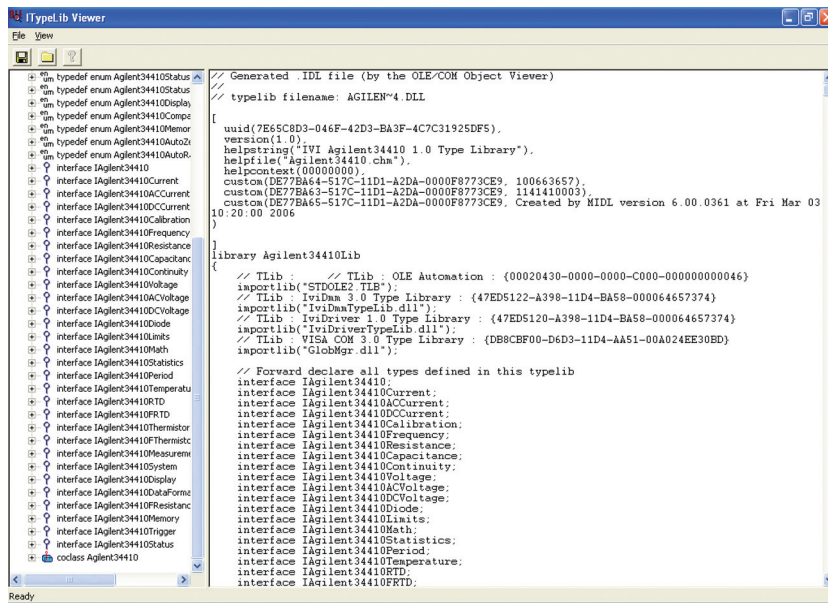 ITypeLib Viewer
File View
typedef enum Agilent34410Status
typedef enum Agilent34410Status
typedef enum Agilent34410Display
typedef enum Agilent34410Compa
typedef enum Agilent34410Memor
typedef enum Agilent34410AutoZe
typedef enum Agilent34410AutoR
interface IAgilent34410
interface IAgilent34410Current
interface IAgilent34410ACCurrent
interface IAgilent34410DCCurrent
interface IAgilent34410Calibration
interface IAgilent34410Frequency
interface IAgilent34410Resistance
interface IAgilent34410Capacitanc
interface IAgilent34410Continuity
interface IAgilent34410Voltage
interface IAgilent34410ACVoltage
interface IAgilent34410DCVoltage
interface IAgilent34410Diode
interface IAgilent34410Limits
interface IAgilent34410Math
interface IAgilent34410Statistics
interface IAgilent34410Period
interface IAgilent34410Temperatu
interface IAgilent34410RTD
interface IAgilent34410FRTD
interface IAgilent34410Thermistor
interface IAgilent34410FThermistc
interface IAgilent34410Measureme
interface IAgilent34410System
interface IAgilent34410Display
interface IAgilent34410DataForma
interface IAgilent34410FResistanc
interface IAgilent34410Memory
interface IAgilent34410Trigger
interface IAgilent34410Status
coclass Agilent34410
// Generated .IDL file (by the OLE/COM Object Viewer)
//
// typelib filename: AGILEN~4.DLL
[
uuid(7E65C8D3-046F-42D3-BA3F-4C7C31925DF5),
version(1.0),
helpstring("IVI Agilent34410 1.0 Type Library"),
helpfile("Agilent34410.chm"),
helpcontext(00000000),
custom(DE77BA64-517C-11D1-A2DA-0000F8773CE9, 100663657),
custom(DE77BA63-517C-11D1-A2DA-0000F8773CE9, 1141410003),
custom(DE77BA65-517C-11D1-A2DA-0000F8773CE9, Created by MIDL version 6.00.0361 at Fri Mar 03
10:20:00 2006
)
]
library Agilent34410Lib
{
// TLib : // TLib : OLE Automation : {00020430-0000-0000-C000-000000000046}
importlib("STDOLE2.TLB");
// TLib : IviDmm 3.0 Type Library : {47ED5122-A398-11D4-BA58-000064657374}
importlib("IviDmmTypeLib.dll");
// TLib : IviDriver 1.0 Type Library : {47ED5120-A398-11D4-BA58-000064657374}
importlib("IviDriverTypeLib.dll");
// TLib : VISA COM 3.0 Type Library : {DB8CBF00-D6D3-11D4-AA51-00A024EE30BD}
importlib("GlobMgr.dll");
// Forward declare all types defined in this typelib
interface IAgilent34410;
interface IAgilent34410Current;
interface IAgilent34410ACCurrent;
interface IAgilent34410DCCurrent;
interface IAgilent34410Calibration;
interface IAgilent34410Frequency;
interface IAgilent34410Resistance;
interface IAgilent34410Capacitance;
interface IAgilent34410Continuity;
interface IAgilent34410Voltage;
interface IAgilent34410ACVoltage;
interface IAgilent34410DCVoltage;
interface IAgilent34410Diode;
interface IAgilent34410Limits;
interface IAgilent34410Math;
interface IAgilent34410Statistics;
interface IAgilent34410Period;
interface IAgilent34410Temperature;
interface IAgilent34410RTD;
interface IAgilent34410FRTD;
Ready